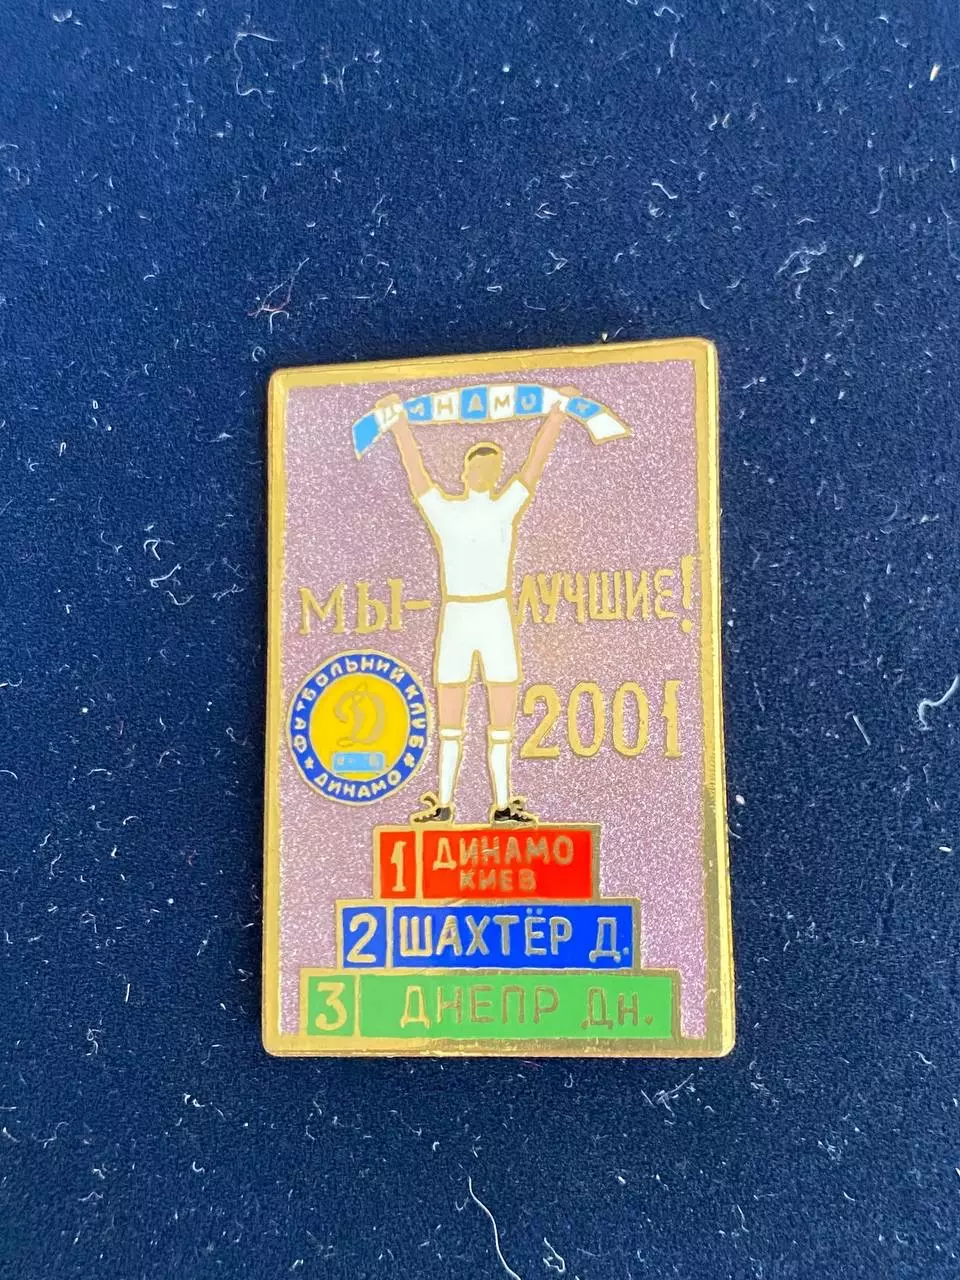 ДИНАМО К
МЫ-ЛУЧШИЕ!
2001
ФУТБОЛЬНИЙ КЛУБ
ДИНАМО
Д
1 ДИНАМО
КИЕВ
2 ШАХТЁР Д.
3 ДНЕПР Дн.